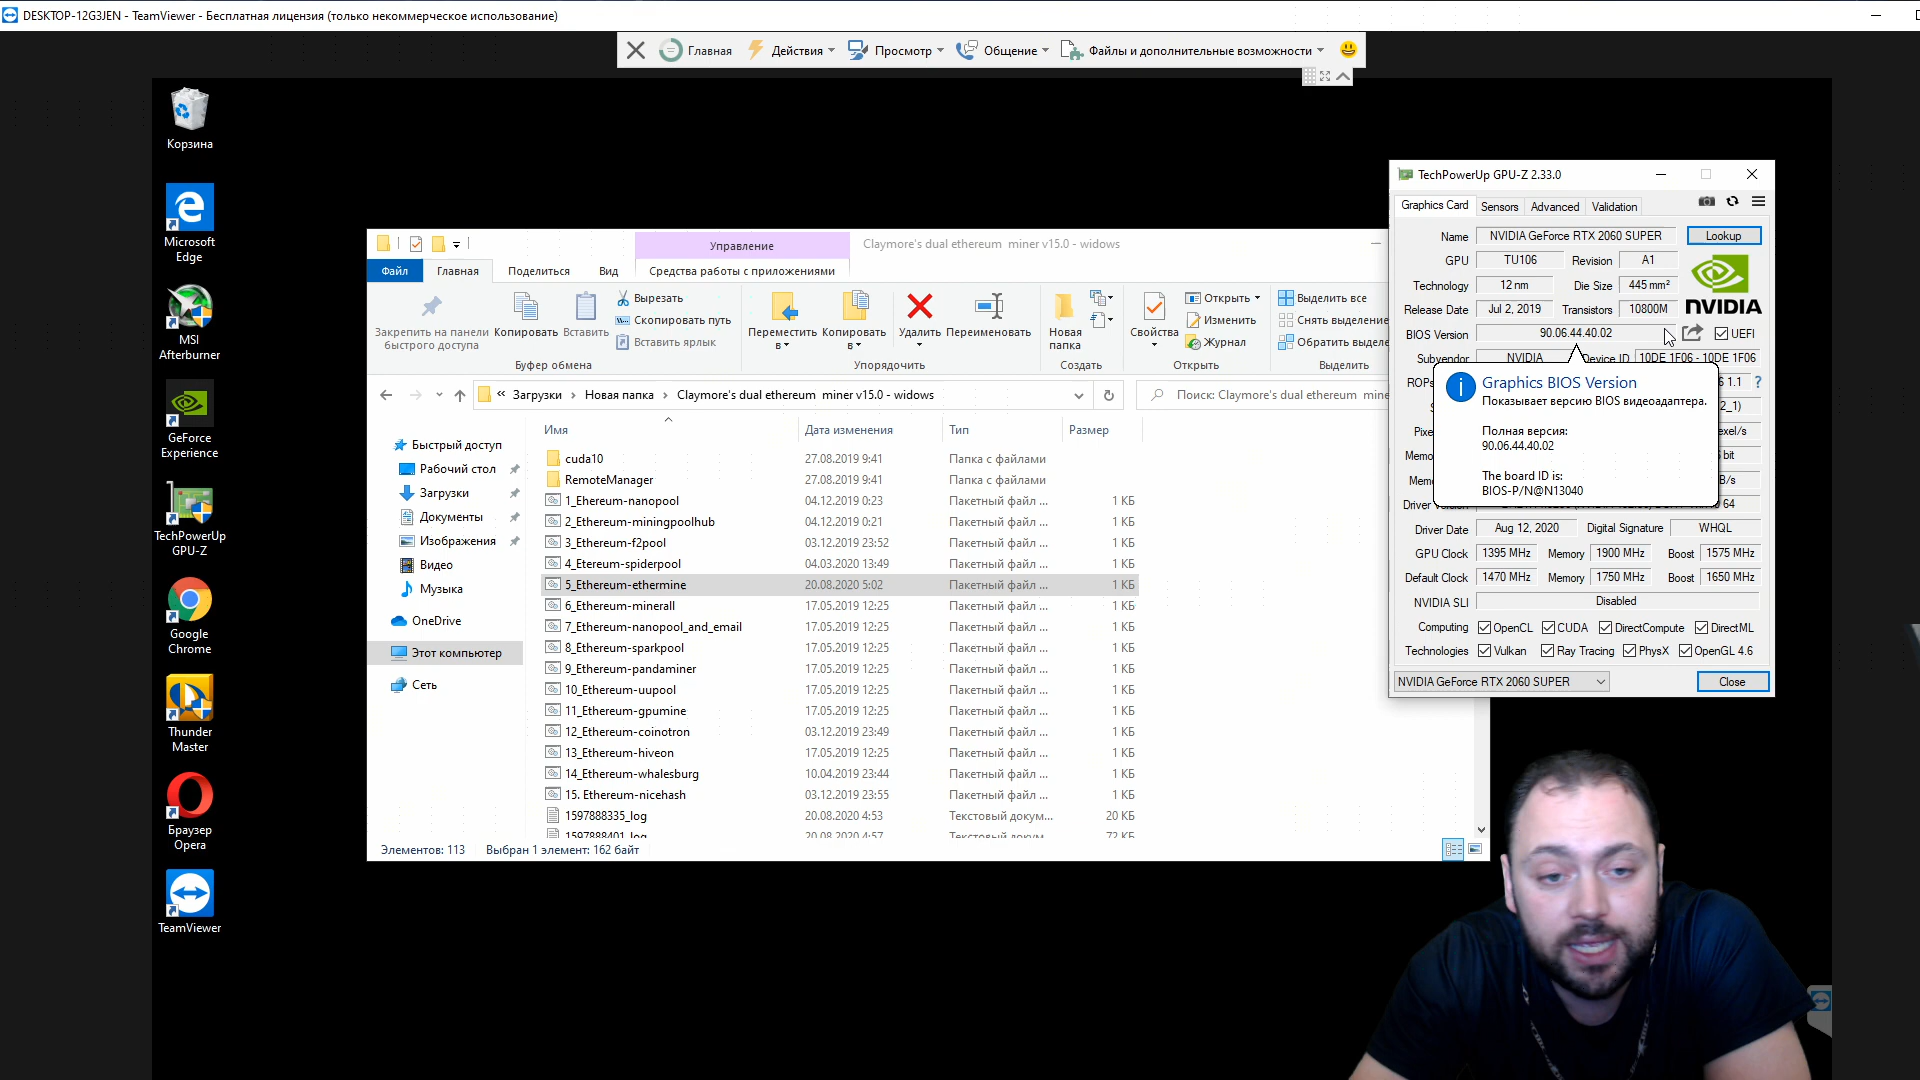 DESKTOP-12G3JEN - TeamViewer - Бесплатная лицензия (только некоммерческое использование)
Главная
Действия
Просмотр
Общение
Файлы и дополнительные возможности
Корзина
Microsoft
Edge
MSI
Afterburner
GeForce
Experience
TechPowerUp
GPU-Z
Google
Chrome
Thunder
Master
Браузер
Opera
TeamViewer
Управление
Claymore's dual ethereum miner v15.0 - widows
Файл
Главная
Поделиться
Вид
Средства работы с приложениями
Закрепить на панели
быстрого доступа
Копировать
Вставить
Вырезать
Скопировать путь
Вставить ярлык
Буфер обмена
Переместить
в
Копировать
в
Удалить
Переименовать
Упорядочить
Новая
папка
Создать
Свойства
Открыть
Изменить
Журнал
Открыть
Выделить все
Снять выделение
Обратить выделе
Выделить
« Загрузки › Новая папка › Claymore's dual ethereum miner v15.0 - widows
Поиск: Claymore's dual ethereum mine
Быстрый доступ
Рабочий стол
Загрузки
Документы
Изображения
Видео
Музыка
OneDrive
Этот компьютер
Сеть
Имя Дата изменения Тип Размер
cuda10 27.08.2019 9:41 Папка с файлами
RemoteManager 27.08.2019 9:41 Папка с файлами
1_Ehereum-nanopool 04.12.2019 0:23 Пакетный файл ... 1 КБ
2_Ethereum-miningpoolhub 04.12.2019 0:21 Пакетный файл ... 1 КБ
3_Ethereum-f2pool 03.12.2019 23:52 Пакетный файл ... 1 КБ
4_Etereum-spiderpool 04.03.2020 13:49 Пакетный файл ... 1 КБ
5_Ethereum-ethermine 20.08.2020 5:02 Пакетный файл ... 1 КБ
6_Ethereum-minerall 17.05.2019 12:25 Пакетный файл ... 1 КБ
7_Ethereum-nanopool_and_email 17.05.2019 12:25 Пакетный файл ... 1 КБ
8_Ethereum-sparkpool 17.05.2019 12:25 Пакетный файл ... 1 КБ
9_Ethereum-pandaminer 17.05.2019 12:25 Пакетный файл ... 1 КБ
10_Ethereum-uupool 17.05.2019 12:25 Пакетный файл ... 1 КБ
11_Ethereum-gpumine 17.05.2019 12:25 Пакетный файл ... 1 КБ
12_Ethereum-coinotron 03.12.2019 23:49 Пакетный файл ... 1 КБ
13_Ethereum-hiveon 17.05.2019 12:25 Пакетный файл ... 1 КБ
14_Ethereum-whalesburg 10.04.2019 23:44 Пакетный файл ... 1 КБ
15. Ethereum-nicehash 03.12.2019 23:55 Пакетный файл ... 1 КБ
1597888335_log 20.08.2020 4:53 Текстовый докум... 20 КБ
1597888401_log 20.08.2020 4:57 Текстовый докум... 72 КБ
Элементов: 113 Выбран 1 элемент: 162 байт
TechPowerUp GPU-Z 2.33.0
Graphics Card Sensors Advanced Validation
Name NVIDIA GeForce RTX 2060 SUPER Lookup
GPU TU106 Revision A1
Technology 12 nm Die Size 445 mm²
Release Date Jul 2, 2019 Transistors 10800M
NVIDIA
BIOS Version 90.06.44.40.02 UEFI
Subvendor NVIDIA Device ID 10DE 1F06 - 10DE 1F06
Graphics BIOS Version
Показывает версию BIOS видеоадаптера.
Полная версия:
90.06.44.40.02
The board ID is:
BIOS-P/N@N13040
Driver Date Aug 12, 2020 Digital Signature WHQL
GPU Clock 1395 MHz Memory 1900 MHz Boost 1575 MHz
Default Clock 1470 MHz Memory 1750 MHz Boost 1650 MHz
NVIDIA SLI Disabled
Computing OpenCL CUDA DirectCompute DirectML
Technologies Vulkan Ray Tracing PhysX OpenGL 4.6
NVIDIA GeForce RTX 2060 SUPER Close